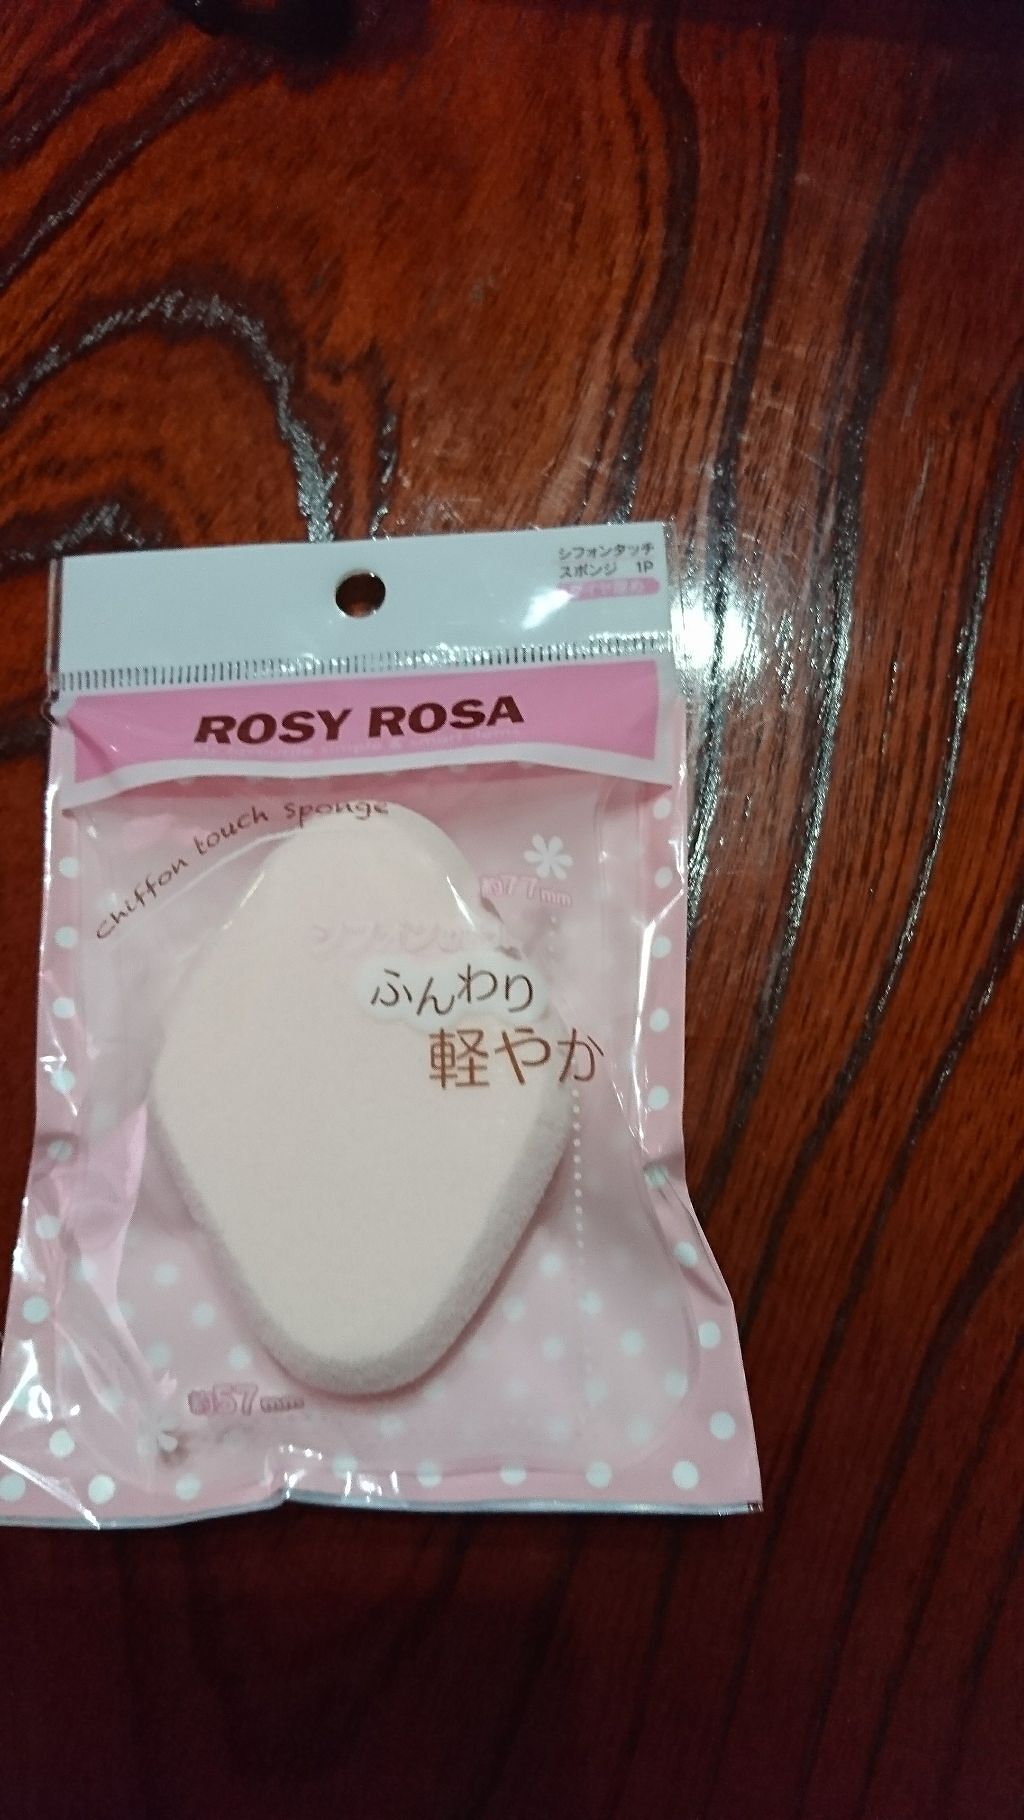 シフォンタッチ
スポンジ 1P
ROSY ROSA
chiffon touch sponge
約77mm
ふんわり
軽やか
約57mm